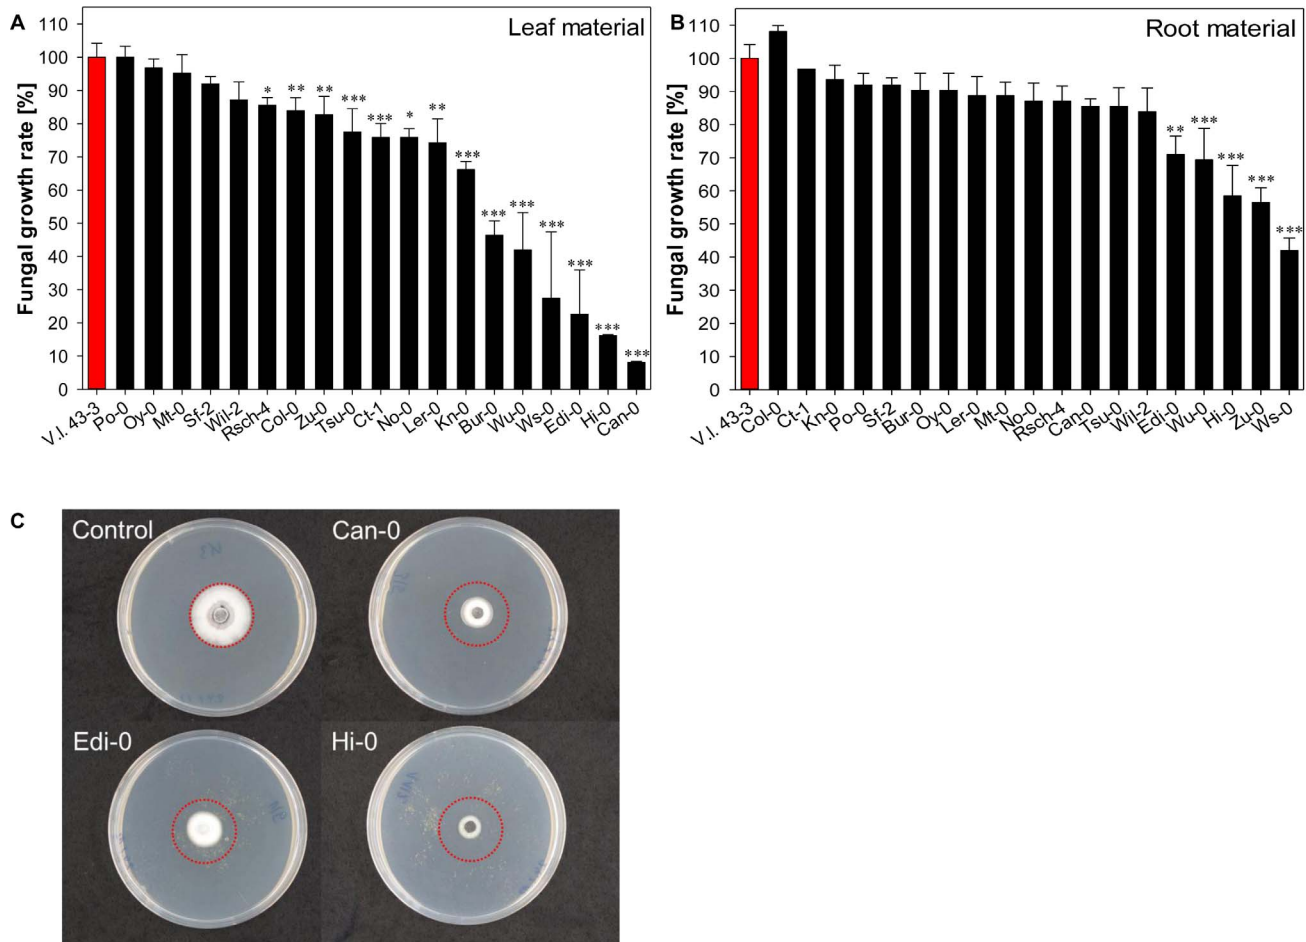 A
Leaf material
Fungal growth rate [%]
110
100
90
80
70
60
50
40
30
20
10
0
* ** ** *** *** * ** *** *** *** *** *** *** ***
V.l. 43-3 Po-0 Oy-0 Mt-0 Sf-2 Wil-2 Rsch-4 Col-0 Zu-0 Tsu-0 Ct-1 No-0 Ler-0 Kn-0 Bur-0 Wu-0 Ws-0 Edi-0 Hi-0 Can-0
B
Root material
Fungal growth rate [%]
110
100
90
80
70
60
50
40
30
20
10
0
** *** *** *** ***
V.l. 43-3 Col-0 Ct-1 Kn-0 Po-0 Sf-2 Bur-0 Oy-0 Ler-0 Mt-0 No-0 Rsch-4 Can-0 Tsu-0 Wil-2 Edi-0 Wu-0 Hi-0 Zu-0 Ws-0
C
Control
Can-0
Edi-0
Hi-0